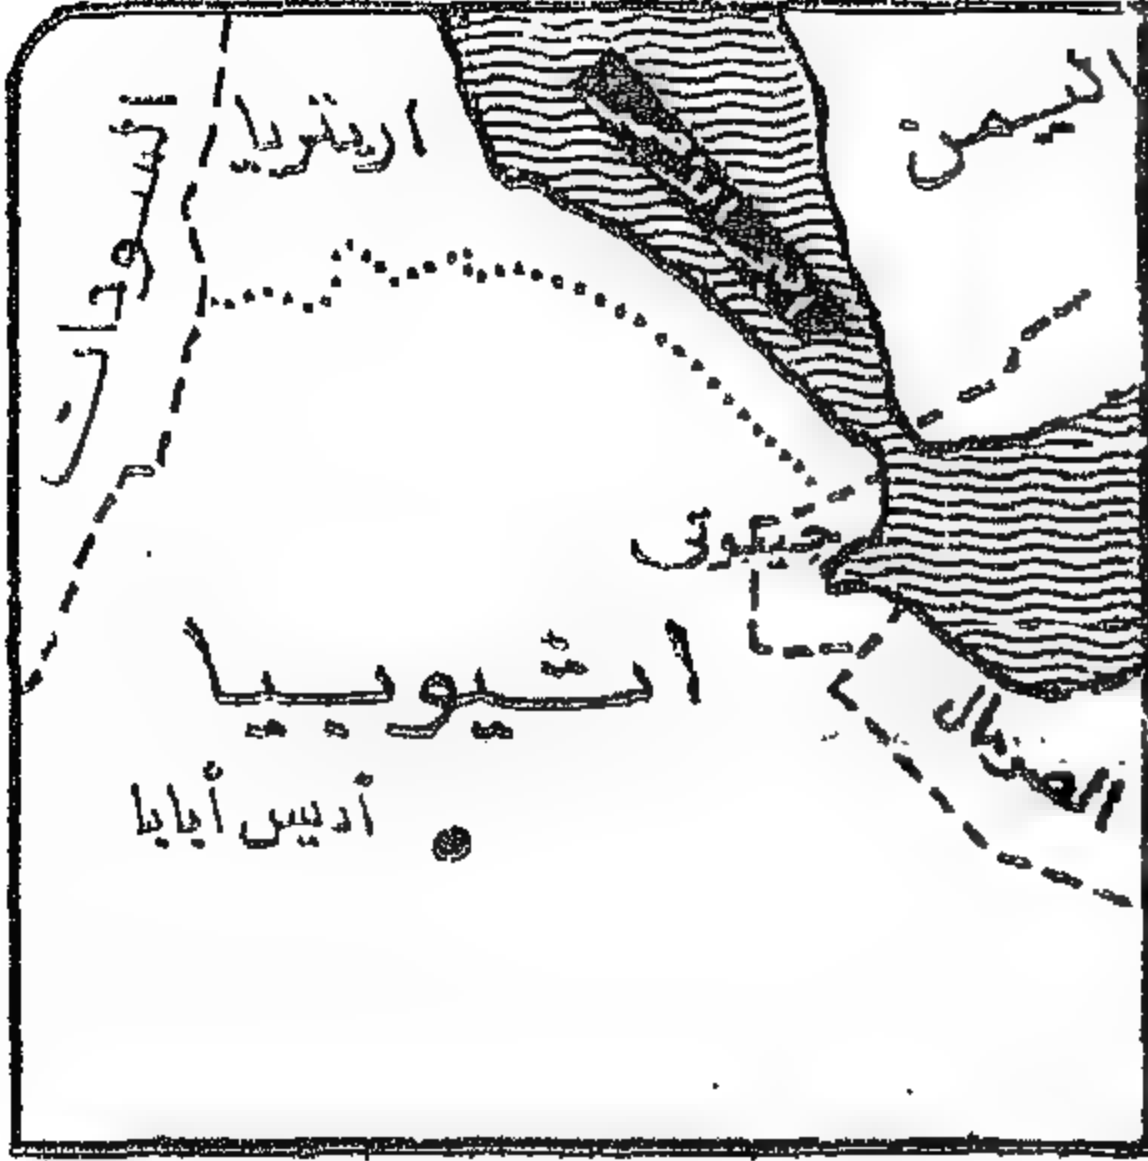 اليمن
اريتريا
السودان
جيبوتي
اثيوبيا
أديس أبابا
الصومال